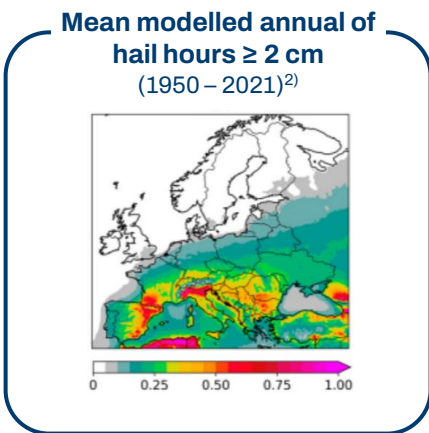 Mean modelled annual of
hail hours ≥ 2 cm
(1950 – 2021)²⁾
0 0.25 0.50 0.75 1.00